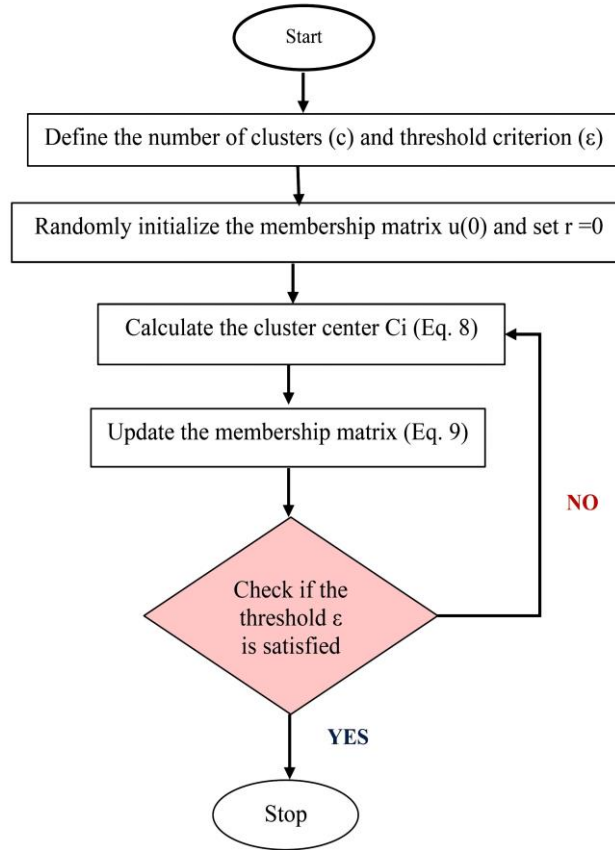 Start
Define the number of clusters (c) and threshold criterion (ε)
Randomly initialize the membership matrix u(0) and set r =0
Calculate the cluster center Ci (Eq. 8)
Update the membership matrix (Eq. 9)
NO
Check if the
threshold ε
is satisfied
YES
Stop